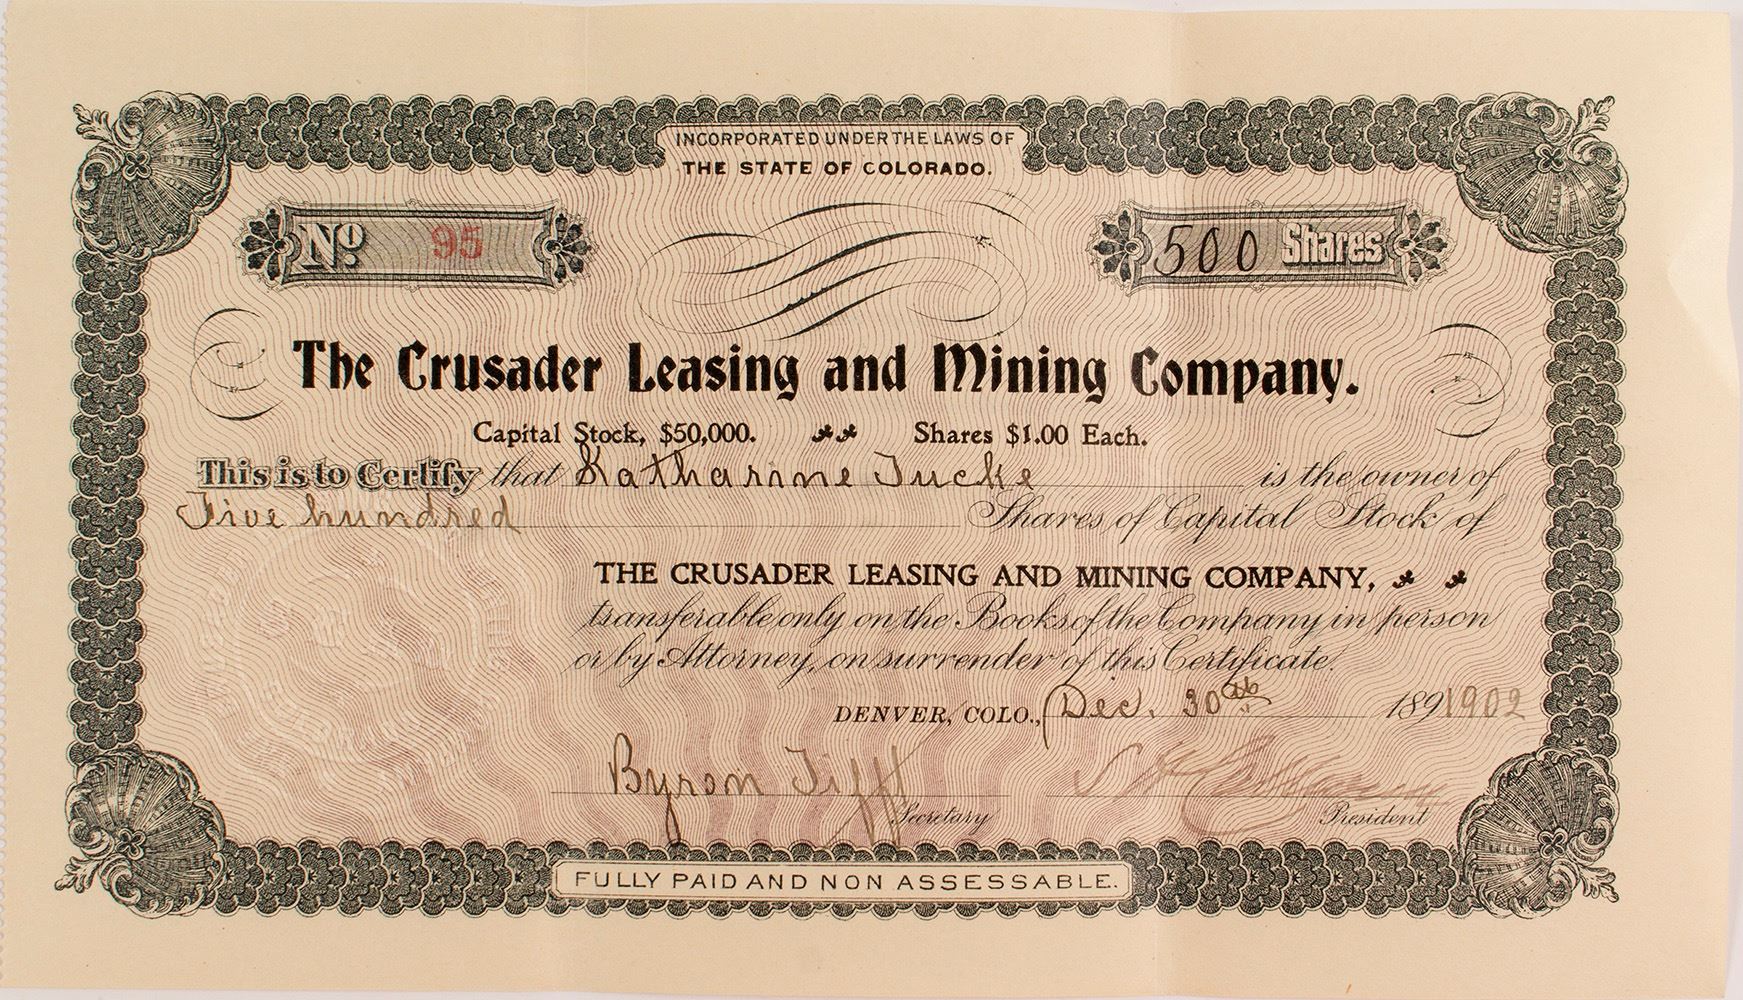 INCORPORATED UNDER THE LAWS OF
THE STATE OF COLORADO.
No. 95
500 Shares
The Crusader Leasing and Mining Company.
Capital Stock, $50,000. Shares $1.00 Each.
This is to Certify that Katharine Tucke is the owner of
Five hundred Shares of Capital Stock of
THE CRUSADER LEASING AND MINING COMPANY,
transferable only on the Books of the Company in person
or by Attorney, on surrender of this Certificate.
DENVER, COLO., Dec. 30th 1891902
Byron Tifft
Secretary President
FULLY PAID AND NON ASSESSABLE.